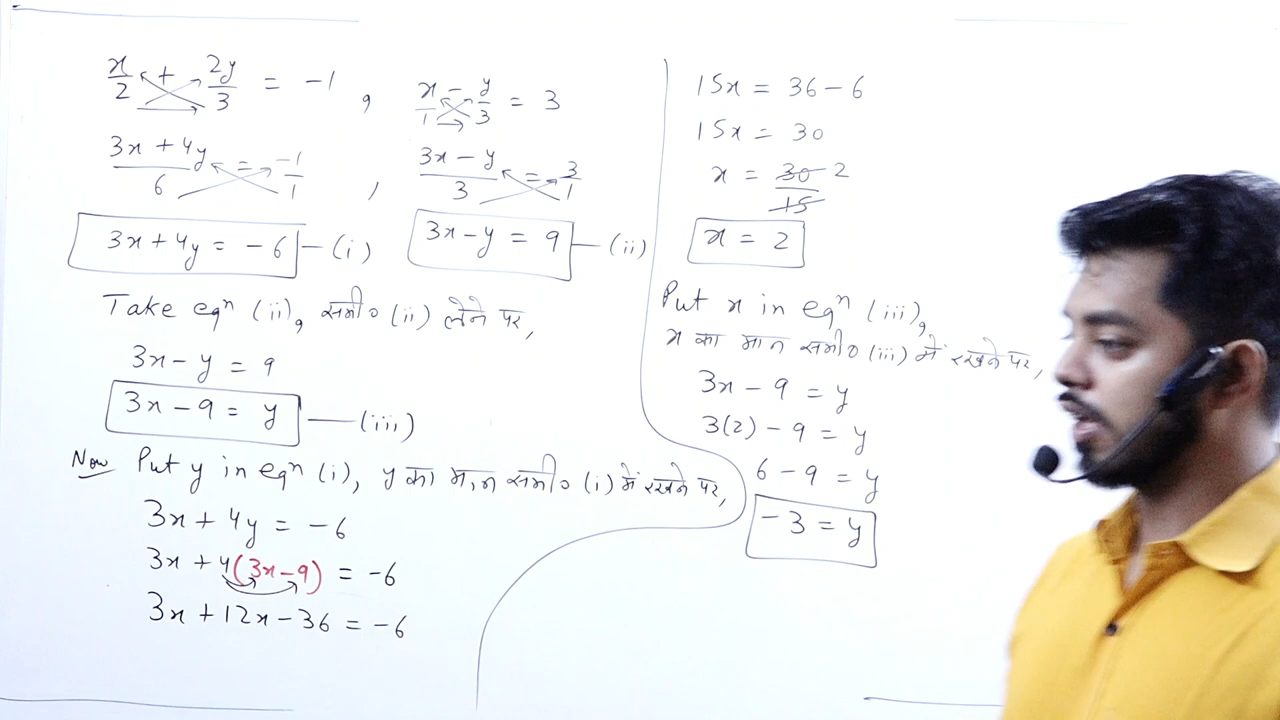 x/2 + 2y/3 = -1 , x/1 - y/3 = 3
(3x + 4y)/6 = -1/1 , (3x - y)/3 = 3/1
3x + 4y = -6 — (i) 3x - y = 9 — (ii)
Take eqⁿ (ii), समी० (ii) लेने पर,
3x - y = 9
3x - 9 = y — (iii)
Now Put y in eqⁿ (i), y का मान समी० (i) में रखने पर,
3x + 4y = -6
3x + 4(3x-9) = -6
3x + 12x - 36 = -6
15x = 36 - 6
15x = 30
x = 30/15 2
x = 2
Put x in eqⁿ (iii),
x का मान समी० (iii) में रखने पर,
3x - 9 = y
3(2) - 9 = y
6 - 9 = y
-3 = y